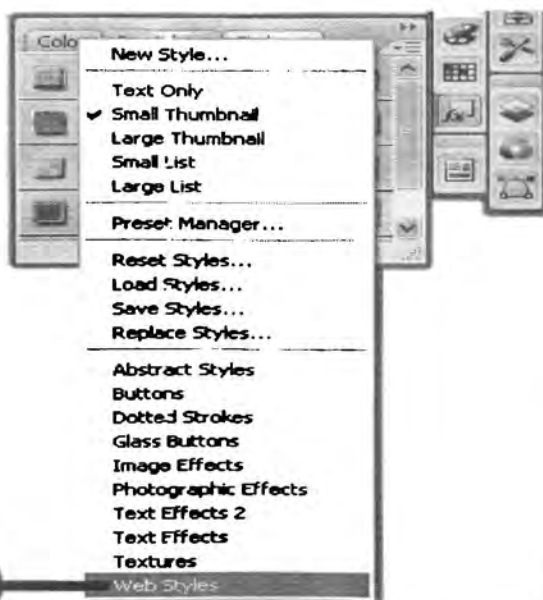 Colo
New Style...
Text Only
Small Thumbnail
Large Thumbnail
Small List
Large List
Preset Manager...
Reset Styles...
Load Styles...
Save Styles...
Replace Styles...
Abstract Styles
Buttons
Dotted Strokes
Glass Buttons
Image Effects
Photographic Effects
Text Effects 2
Text Effects
Textures
Web Styles